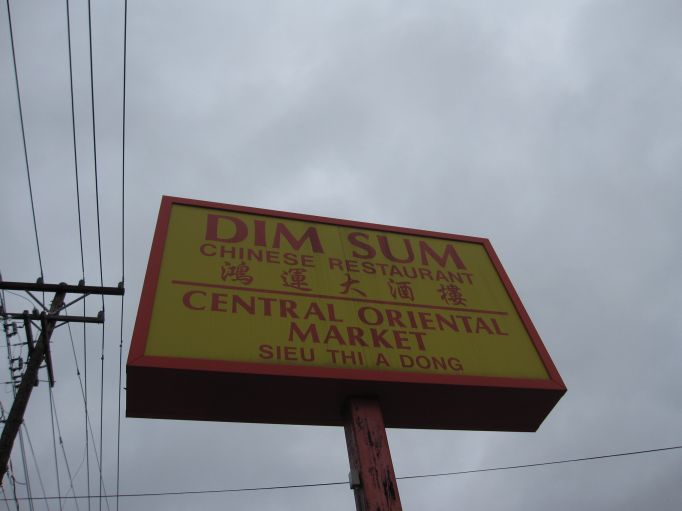 DIM SUM
CHINESE RESTAURANT
鴻運大酒樓
CENTRAL ORIENTAL
MARKET
SIEU THI A DONG